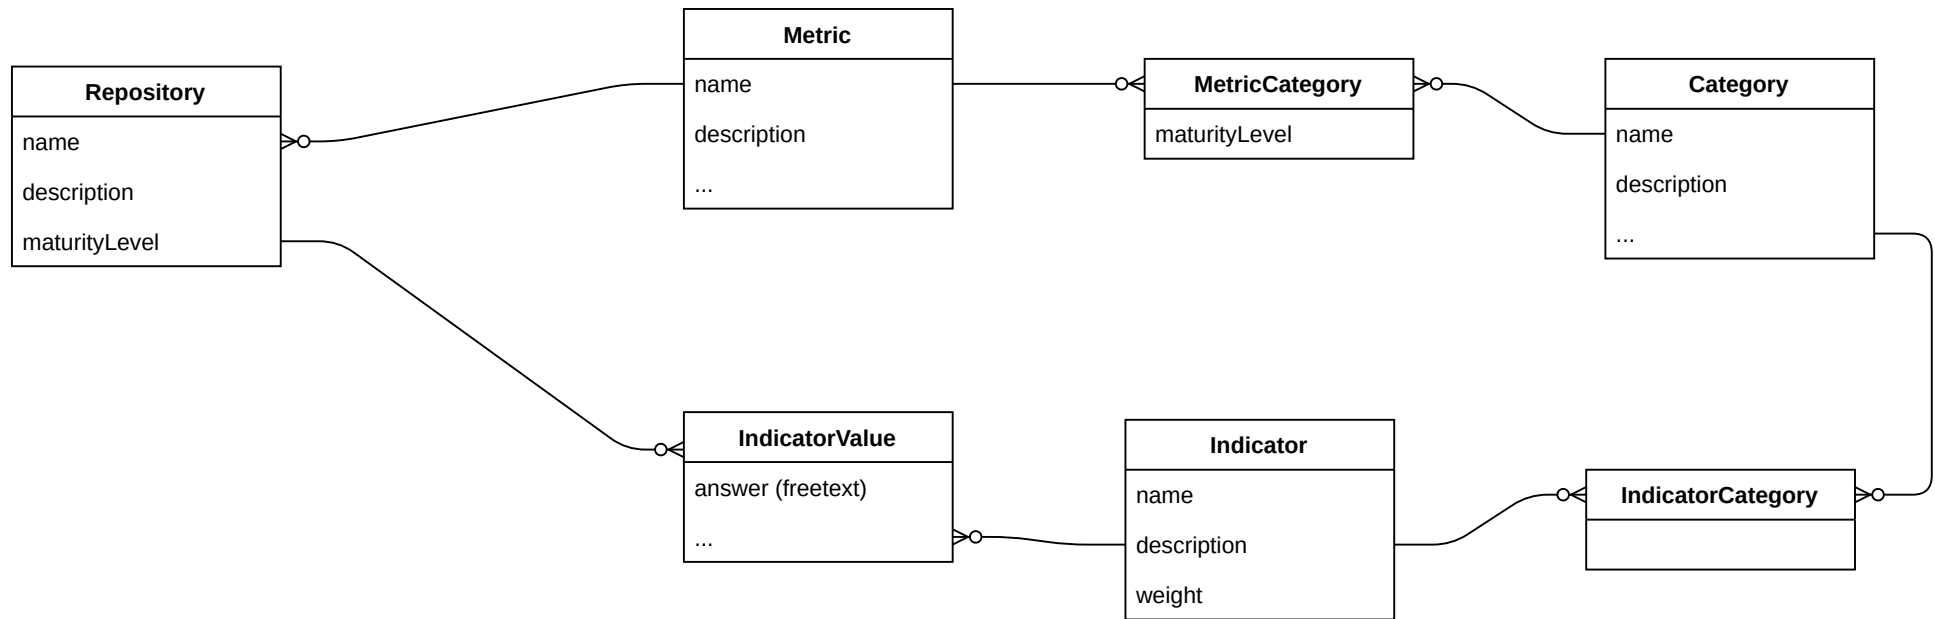 Repository
name
description
maturityLevel
Metric
name
description
...
MetricCategory
maturityLevel
Category
name
description
...
IndicatorValue
answer (freetext)
...
Indicator
name
description
weight
IndicatorCategory